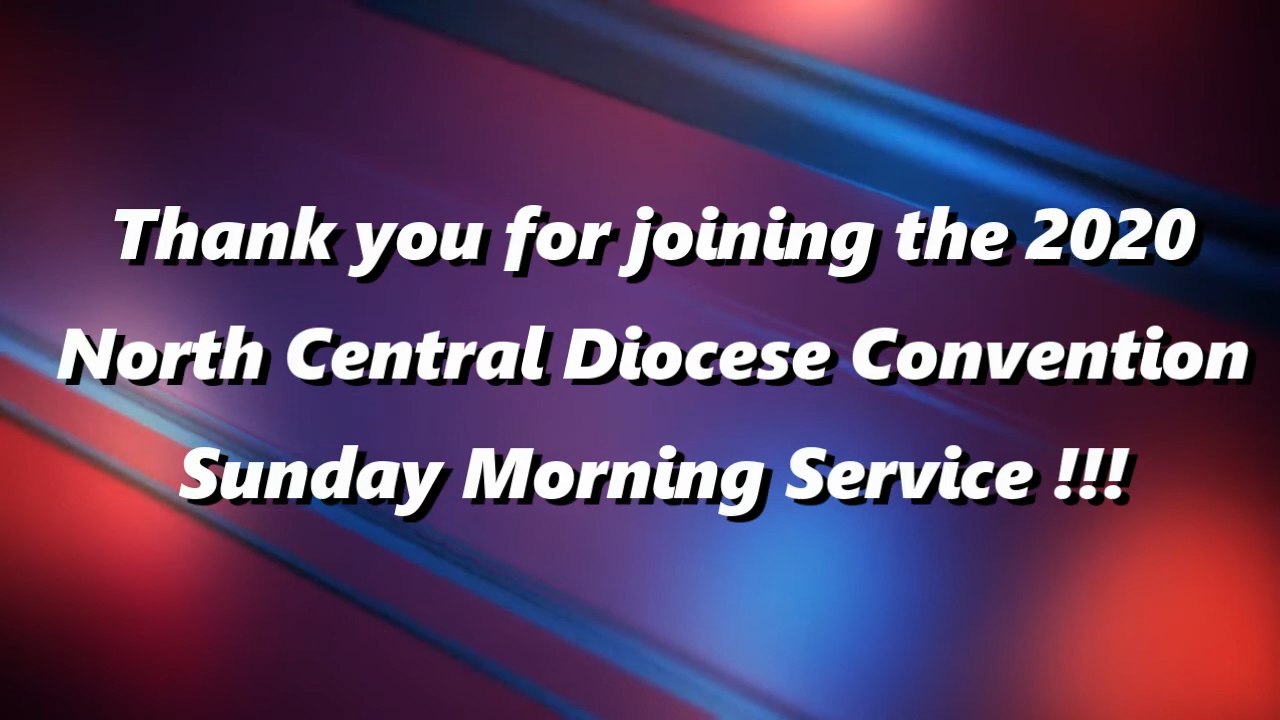 Thank you for joining the 2020
North Central Diocese Convention
Sunday Morning Service !!!